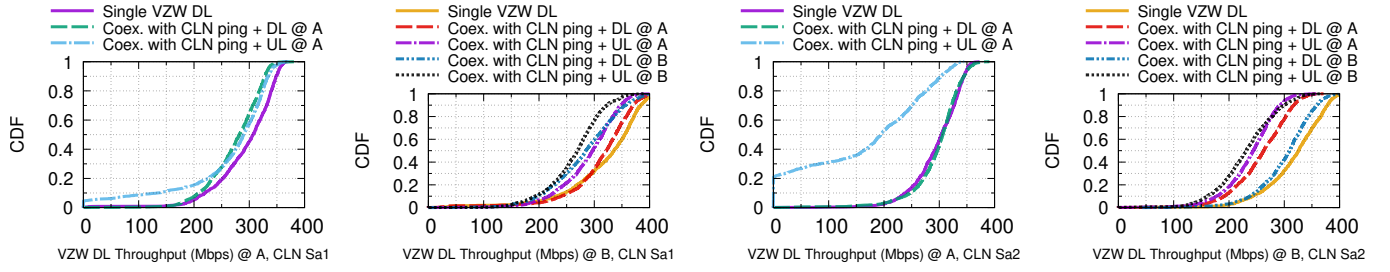 Single VZW DL
Coex. with CLN ping + DL @ A
Coex. with CLN ping + UL @ A
1
0.8
0.6
0.4
0.2
0
CDF
0 100 200 300 400
VZW DL Throughput (Mbps) @ A, CLN Sa1
Single VZW DL
Coex. with CLN ping + DL @ A
Coex. with CLN ping + UL @ A
Coex. with CLN ping + DL @ B
Coex. with CLN ping + UL @ B
1
0.8
0.6
0.4
0.2
0
CDF
0 100 200 300 400
VZW DL Throughput (Mbps) @ B, CLN Sa1
Single VZW DL
Coex. with CLN ping + DL @ A
Coex. with CLN ping + UL @ A
1
0.8
0.6
0.4
0.2
0
CDF
0 100 200 300 400
VZW DL Throughput (Mbps) @ A, CLN Sa2
Single VZW DL
Coex. with CLN ping + DL @ A
Coex. with CLN ping + UL @ A
Coex. with CLN ping + DL @ B
Coex. with CLN ping + UL @ B
1
0.8
0.6
0.4
0.2
0
CDF
0 100 200 300 400
VZW DL Throughput (Mbps) @ B, CLN Sa2